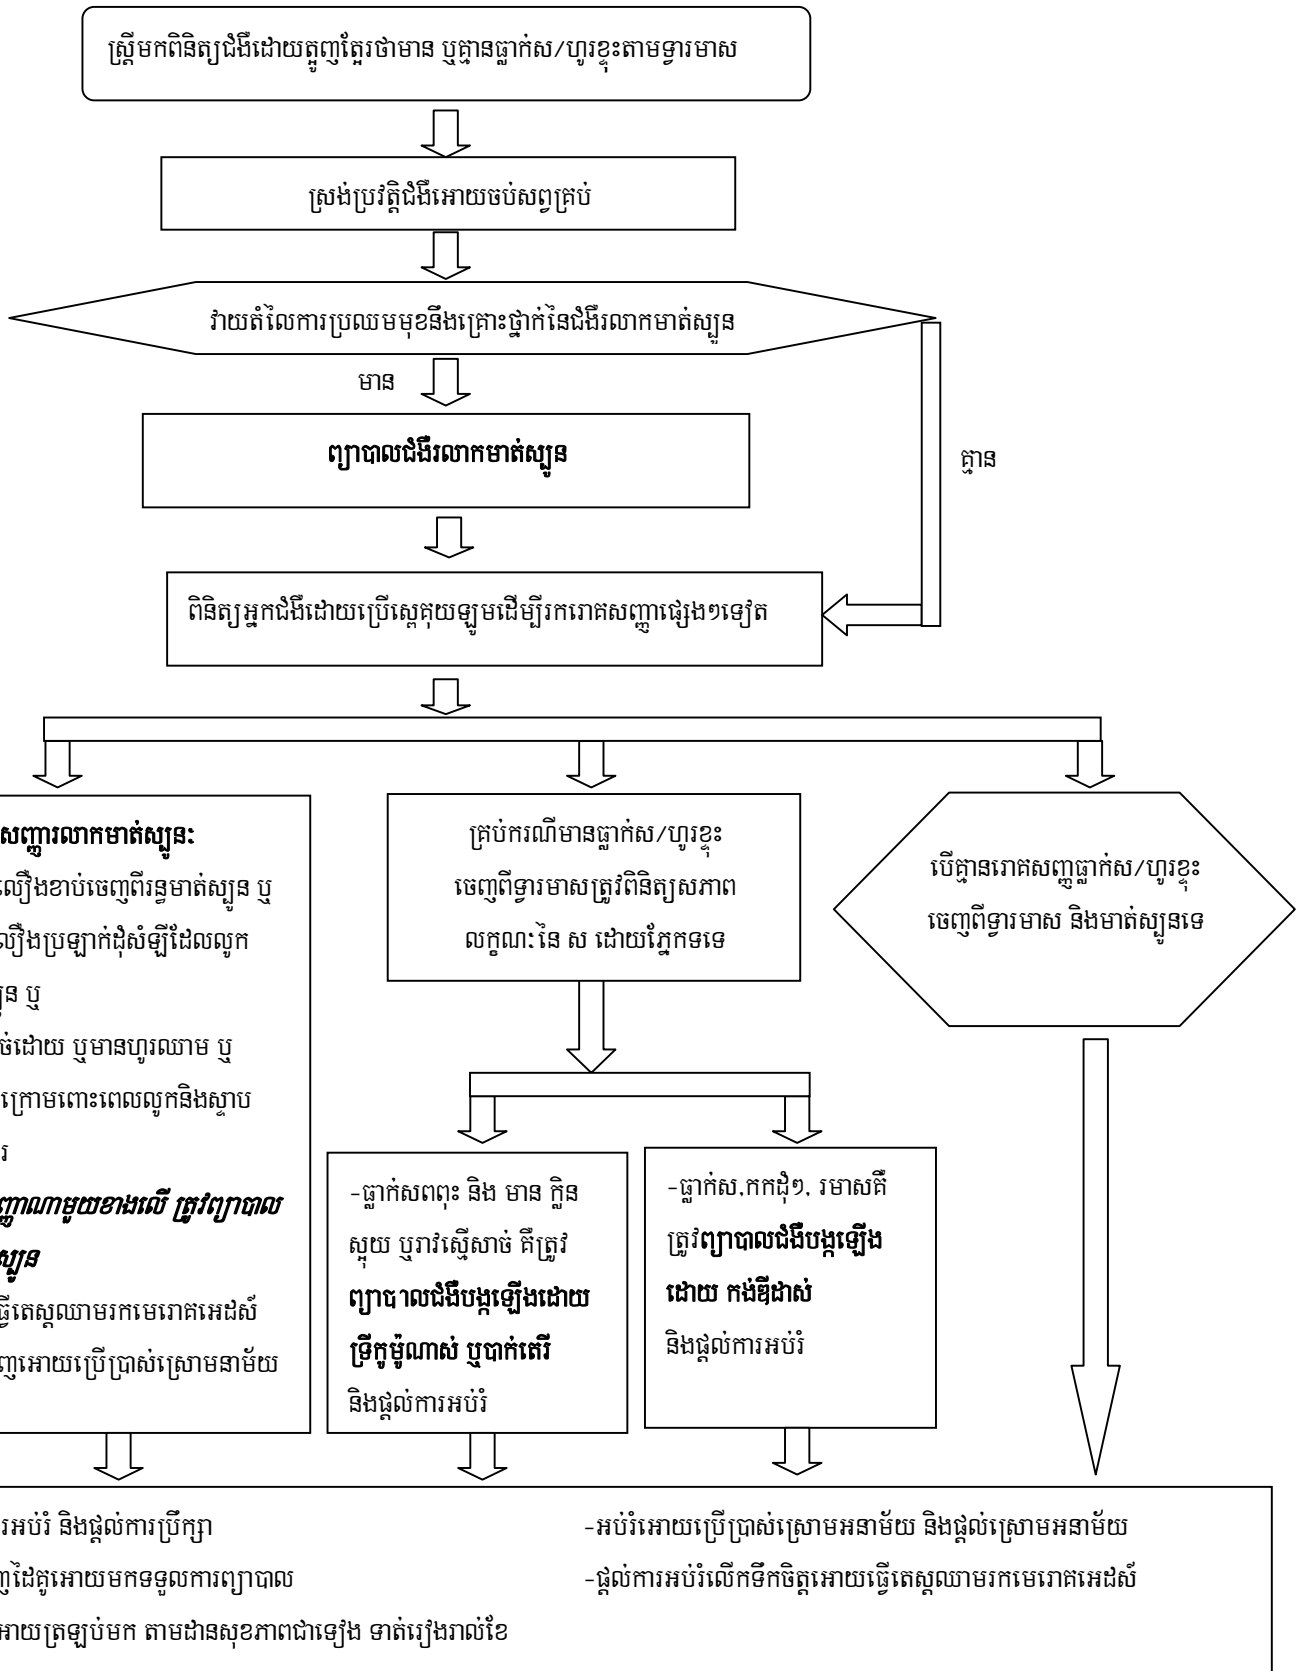 ស្ត្រីមកពិនិត្យជំងឺដោយត្អូញត្អែរថាមាន ឬគ្មានធ្លាក់ស/ហូរខ្ទុះតាមទ្វារមាស
ស្រង់ប្រវត្តិជំងឺអោយចប់សព្វគ្រប់
វាយតំលៃការប្រឈមមុខនឹងគ្រោះថ្នាក់នៃជំងឺរលាកមាត់ស្បូន
មាន
ព្យាបាលជំងឺរលាកមាត់ស្បូន
គ្មាន
ពិនិត្យអ្នកជំងឺដោយប្រើស្ពេគុយឡូមដើម្បីរករោគសញ្ញាផ្សេងៗទៀត
សញ្ញារលាកមាត់ស្បូន:
លឿងខាប់ចេញពីរន្ធមាត់ស្បូន ឬ
លឿងប្រឡាក់ដុំសំឡីដែលលូក
ន ឬ
ច់ដោយ ឬមានហូរឈាម ឬ
ក្រោមពោះពេលលូកនិងស្ទាប
រ
ញ្ញាណាមួយខាងលើ ត្រូវព្យាបាល
ស្បូន
ធ្វើតេស្តឈាមរកមេរោគអេដស៍
ញអោយប្រើប្រាស់ស្រោមនាម័យ
គ្រប់ករណីមានធ្លាក់ស/ហូរខ្ទុះ
ចេញពីទ្វារមាសត្រូវពិនិត្យសភាព
លក្ខណ:នៃ ស ដោយភ្នែកទទេ
បើគ្មានរោគសញ្ញធ្លាក់ស/ហូរខ្ទុះ
ចេញពីទ្វារមាស និងមាត់ស្បូនទេ
-ធ្លាក់សពពុះ និង មាន ក្លិន
ស្អុយ ឬរាវស្មើសាច់ គឺត្រូវ
ព្យាបាលជំងឺបង្កឡើងដោយ
ទ្រីកូម៉ូណាស់ ឬបាក់តេរី
និងផ្តល់ការអប់រំ
-ធ្លាក់ស,កកដុំៗ, រមាសគឺ
ត្រូវព្យាបាលជំងឺបង្កឡើង
ដោយ កង់ឌីដាស់
និងផ្តល់ការអប់រំ
រអប់រំ និងផ្តល់ការប្រឹក្សា
ញដៃគូអោយមកទទួលការព្យាបាល
អោយត្រឡប់មក តាមដានសុខភាពជាទៀង ទាត់រៀងរាល់ខែ
-អប់រំអោយប្រើប្រាស់ស្រោមអនាម័យ និងផ្តល់ស្រោមអនាម័យ
-ផ្តល់ការអប់រំលើកទឹកចិត្តអោយធ្វើតេស្តឈាមរកមេរោគអេដស៍